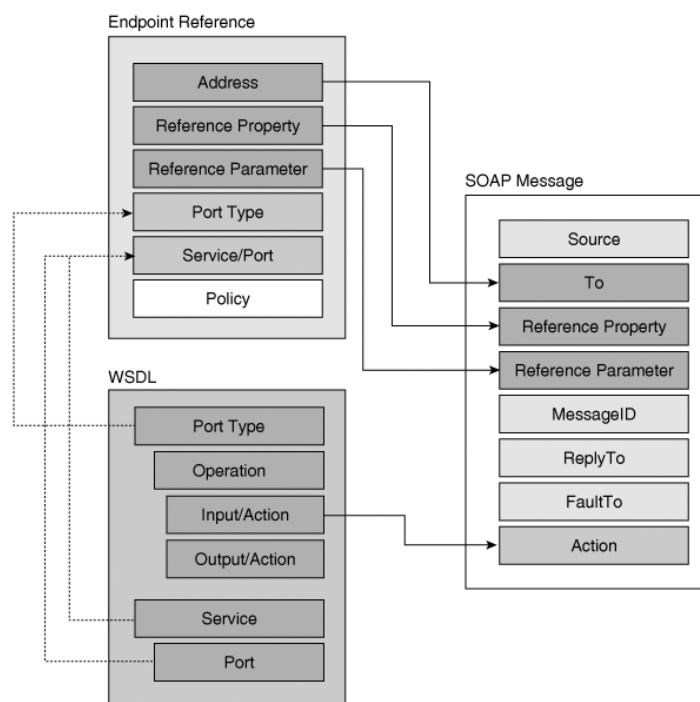 Endpoint Reference
Address
Reference Property
Reference Parameter
Port Type
Service/Port
Policy
SOAP Message
Source
To
Reference Property
Reference Parameter
MessageID
ReplyTo
FaultTo
Action
WSDL
Port Type
Operation
Input/Action
Output/Action
Service
Port